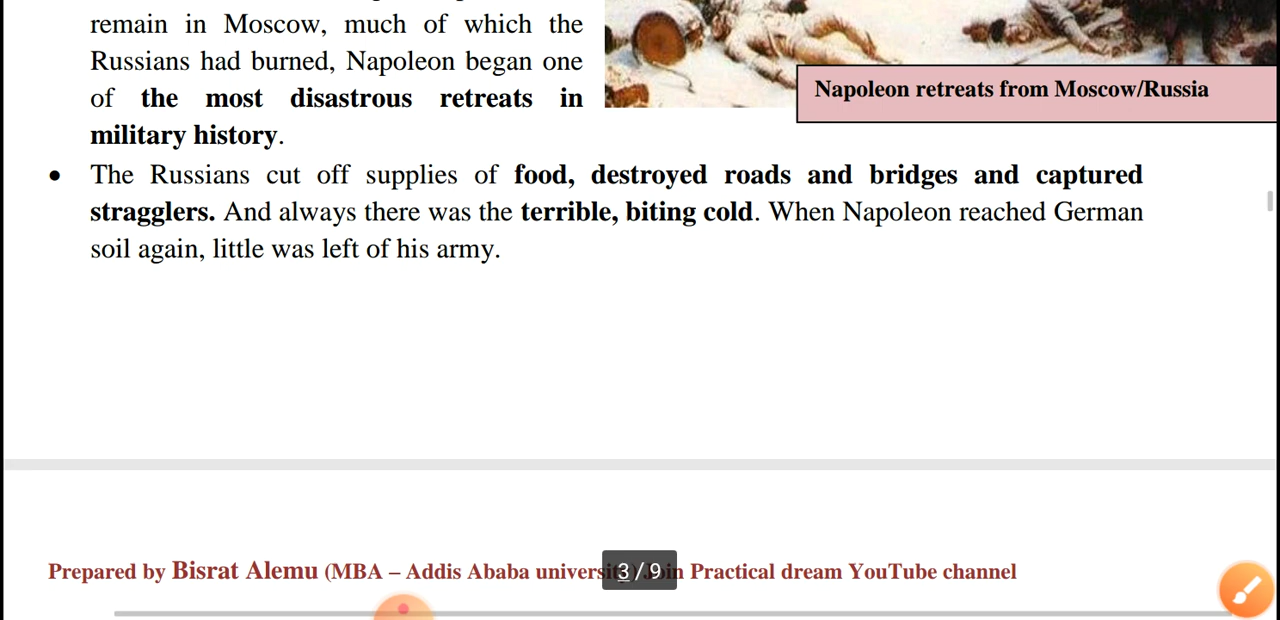 remain in Moscow, much of which the
Russians had burned, Napoleon began one
of the most disastrous retreats in
military history.
Napoleon retreats from Moscow/Russia
• The Russians cut off supplies of food, destroyed roads and bridges and captured
stragglers. And always there was the terrible, biting cold. When Napoleon reached German
soil again, little was left of his army.
Prepared by Bisrat Alemu (MBA – Addis Ababa Practical dream YouTube channel
3/9